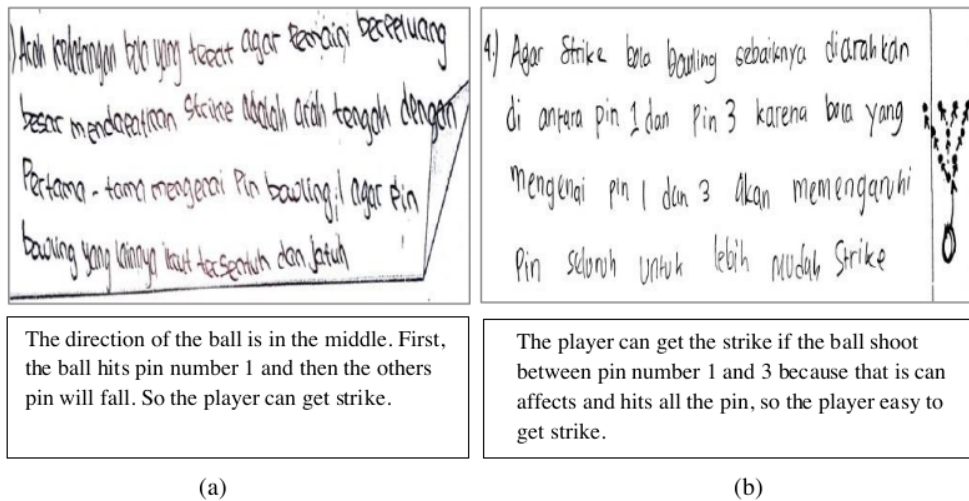 ) Arah kedatangan bola yang tepat agar pemain berpeluang
besar mendapatkan strike adalah arah tengah dengan
Pertama-tama mengenai Pin bowling 1 agar pin
bowling yang lainnya ikut tersentuh dan jatuh
The direction of the ball is in the middle. First,
the ball hits pin number 1 and then the others
pin will fall. So the player can get strike.
(a)
4.) Agar Strike bola bowling sebaiknya diarahkan
di antara pin 1 dan Pin 3 karena bola yang
mengenai pin 1 dan 3 akan memengaruhi
Pin seluruh untuk lebih mudah Strike
The player can get the strike if the ball shoot
between pin number 1 and 3 because that is can
affects and hits all the pin, so the player easy to
get strike.
(b)